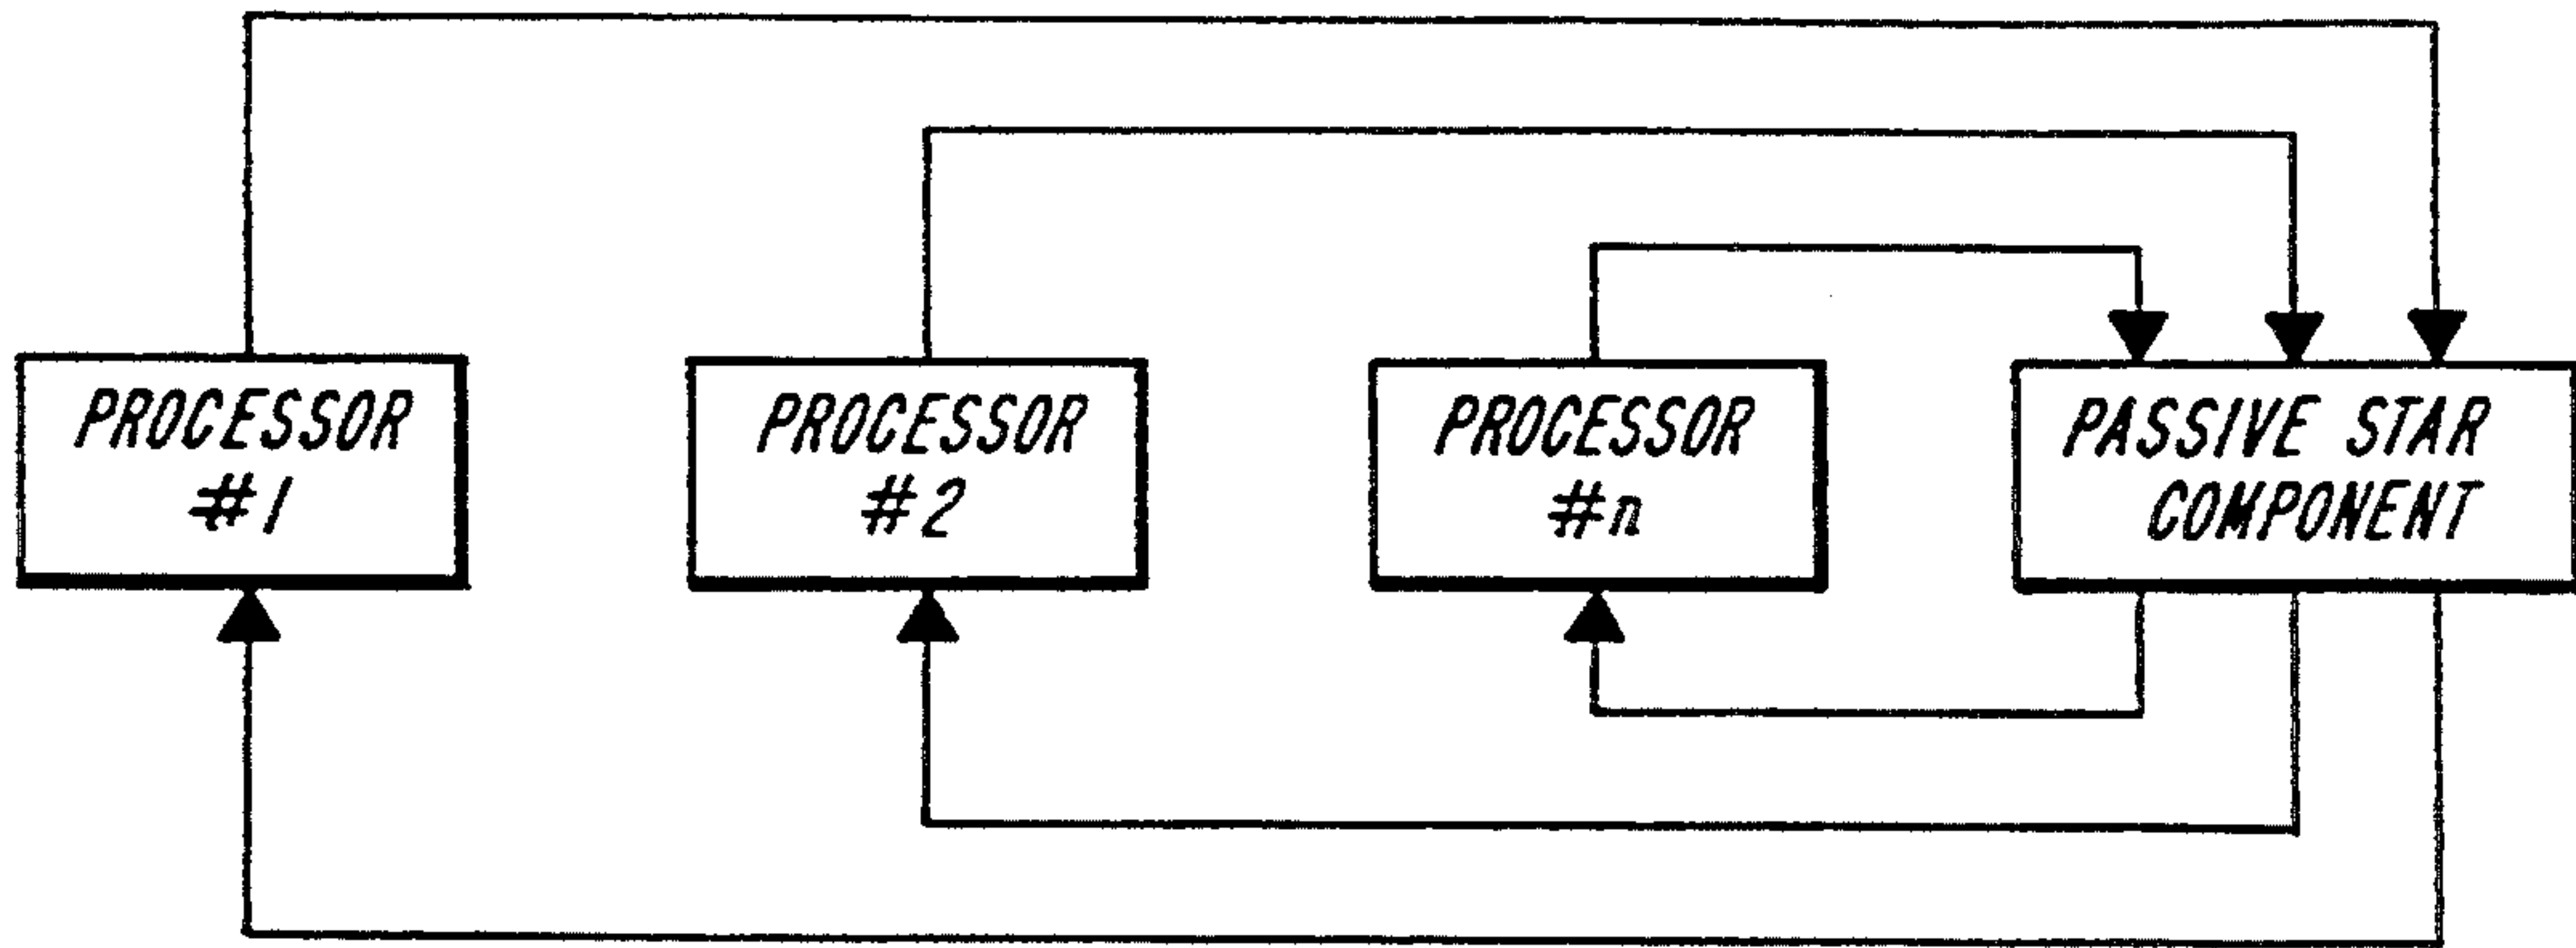 PROCESSOR
#1
PROCESSOR
#2
PROCESSOR
#n
PASSIVE STAR
COMPONENT